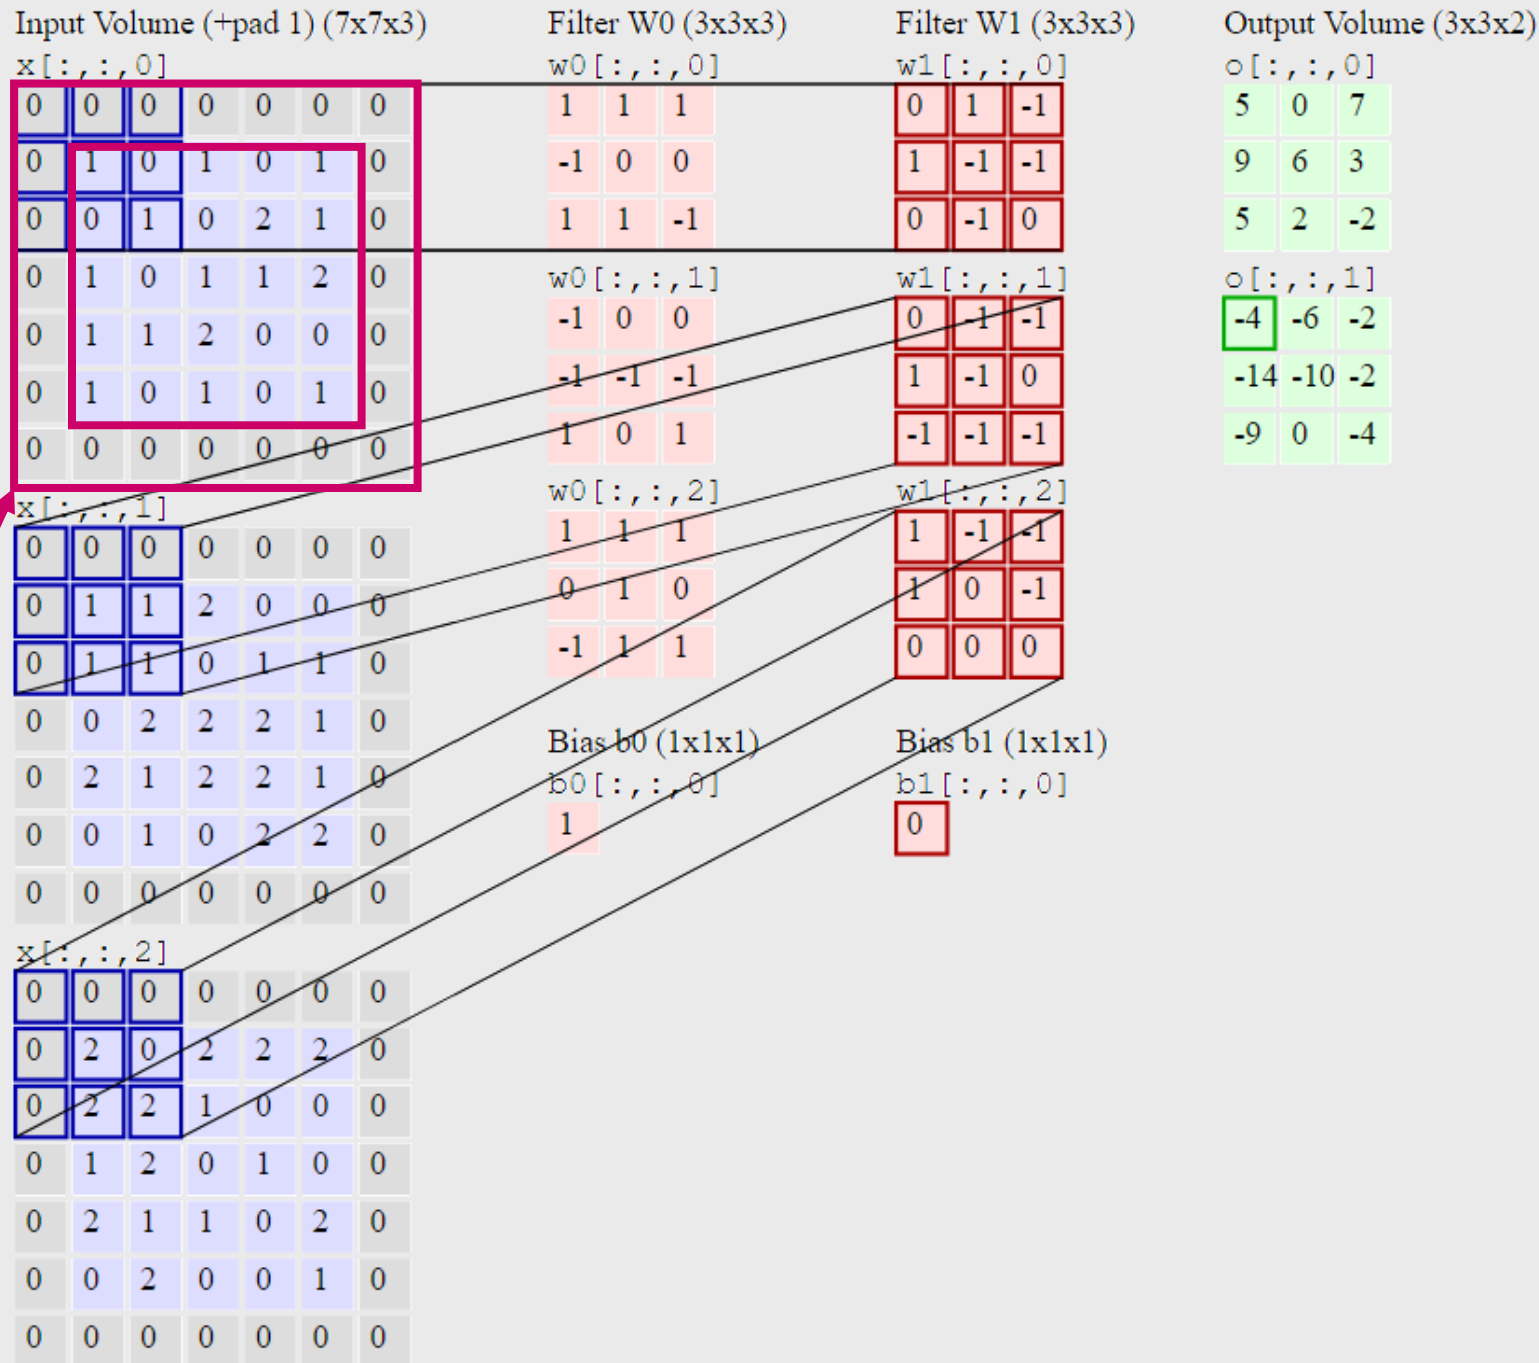 Input Volume (+pad 1) (7x7x3)
x[:,:,0]
0 0 0 0 0 0 0
0 1 0 1 0 1 0
0 0 1 0 2 1 0
0 1 0 1 1 2 0
0 1 1 2 0 0 0
0 1 0 1 0 1 0
0 0 0 0 0 0 0
x[:,:,1]
0 0 0 0 0 0 0
0 1 1 2 0 0 0
0 1 1 0 1 1 0
0 0 2 2 2 1 0
0 2 1 2 2 1 0
0 0 1 0 2 2 0
0 0 0 0 0 0 0
x[:,:,2]
0 0 0 0 0 0 0
0 2 0 2 2 2 0
0 2 2 1 0 0 0
0 1 2 0 1 0 0
0 2 1 1 0 2 0
0 0 2 0 0 1 0
0 0 0 0 0 0 0
Filter W0 (3x3x3)
w0[:,:,0]
1 1 1
-1 0 0
1 1 -1
w0[:,:,1]
-1 0 0
-1 -1 -1
1 0 1
w0[:,:,2]
1 1 1
0 1 0
-1 1 1
Bias b0 (1x1x1)
b0[:,:,0]
1
Filter W1 (3x3x3)
w1[:,:,0]
0 1 -1
1 -1 -1
0 -1 0
w1[:,:,1]
0 -1 -1
1 -1 0
-1 -1 -1
w1[:,:,2]
1 -1 -1
1 0 -1
0 0 0
Bias b1 (1x1x1)
b1[:,:,0]
0
Output Volume (3x3x2)
o[:,:,0]
5 0 7
9 6 3
5 2 -2
o[:,:,1]
-4 -6 -2
-14 -10 -2
-9 0 -4